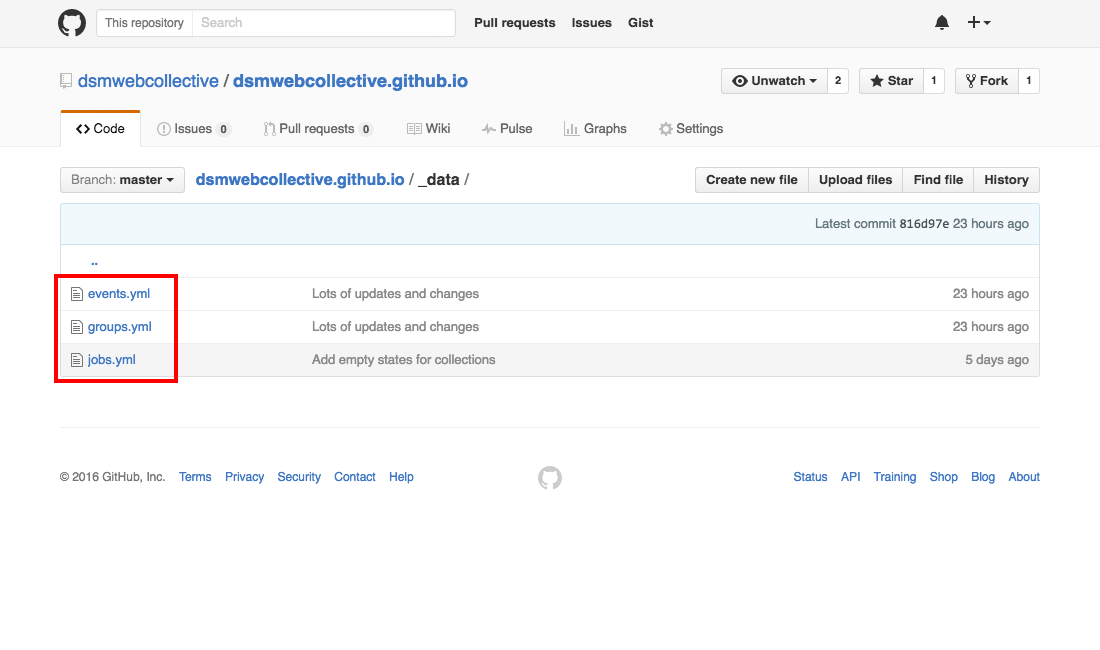 This repository Search Pull requests Issues Gist
dsmwebcollective / dsmwebcollective.github.io Unwatch 2 Star 1 Fork 1
Code Issues 0 Pull requests 0 Wiki Pulse Graphs Settings
Branch: master dsmwebcollective.github.io / _data / Create new file Upload files Find file History
Latest commit 816d97e 23 hours ago
..
events.yml Lots of updates and changes 23 hours ago
groups.yml Lots of updates and changes 23 hours ago
jobs.yml Add empty states for collections 5 days ago
© 2016 GitHub, Inc. Terms Privacy Security Contact Help Status API Training Shop Blog About